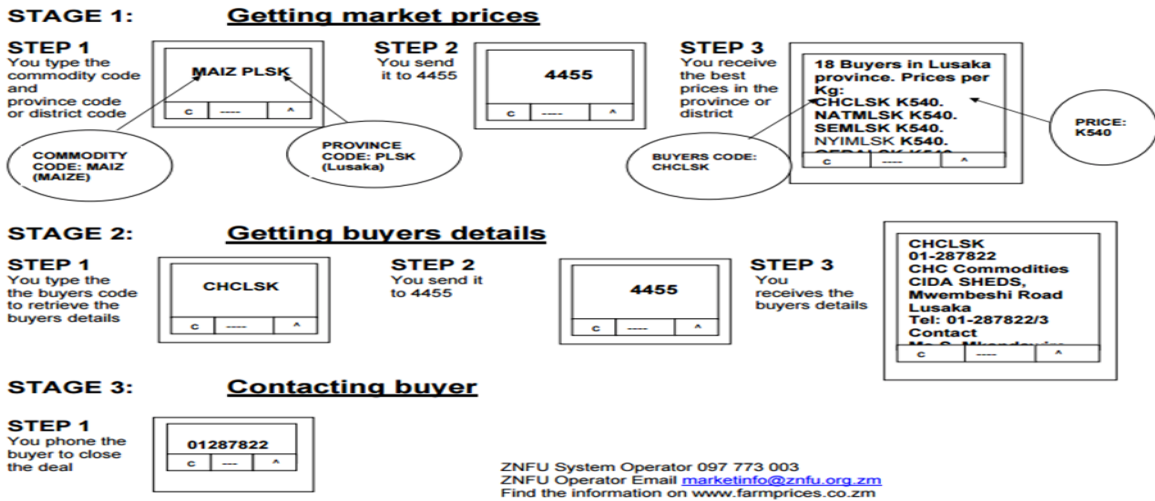 STAGE 1: Getting market prices
STEP 1
You type the
commodity code
and
province code
or district code
MAIZ PLSK
C ---- ^
COMMODITY
CODE: MAIZ
(MAIZE)
PROVINCE
CODE: PLSK
(Lusaka)
STEP 2
You send
it to 4455
4455
C ---- ^
STEP 3
You receive
the best
prices in the
province or
district
18 Buyers in Lusaka
province. Prices per
Kg:
CHCLSK K540.
NATMLSK K540.
SEMLSK K540.
NYIMLSK K540.
C ---- ^
BUYERS CODE:
CHCLSK
PRICE:
K540
STAGE 2: Getting buyers details
STEP 1
You type the
the buyers code
to retrieve the
buyers details
CHCLSK
C ---- ^
STEP 2
You send it
to 4455
4455
C ---- ^
STEP 3
You
receives the
buyers details
CHCLSK
01-287822
CHC Commodities
CIDA SHEDS,
Mwembeshi Road
Lusaka
Tel: 01-287822/3
Contact
C ---- ^
STAGE 3: Contacting buyer
STEP 1
You phone the
buyer to close
the deal
01287822
C --- ^
ZNFU System Operator 097 773 003
ZNFU Operator Email marketinfo@znfu.org.zm
Find the information on www.farmprices.co.zm